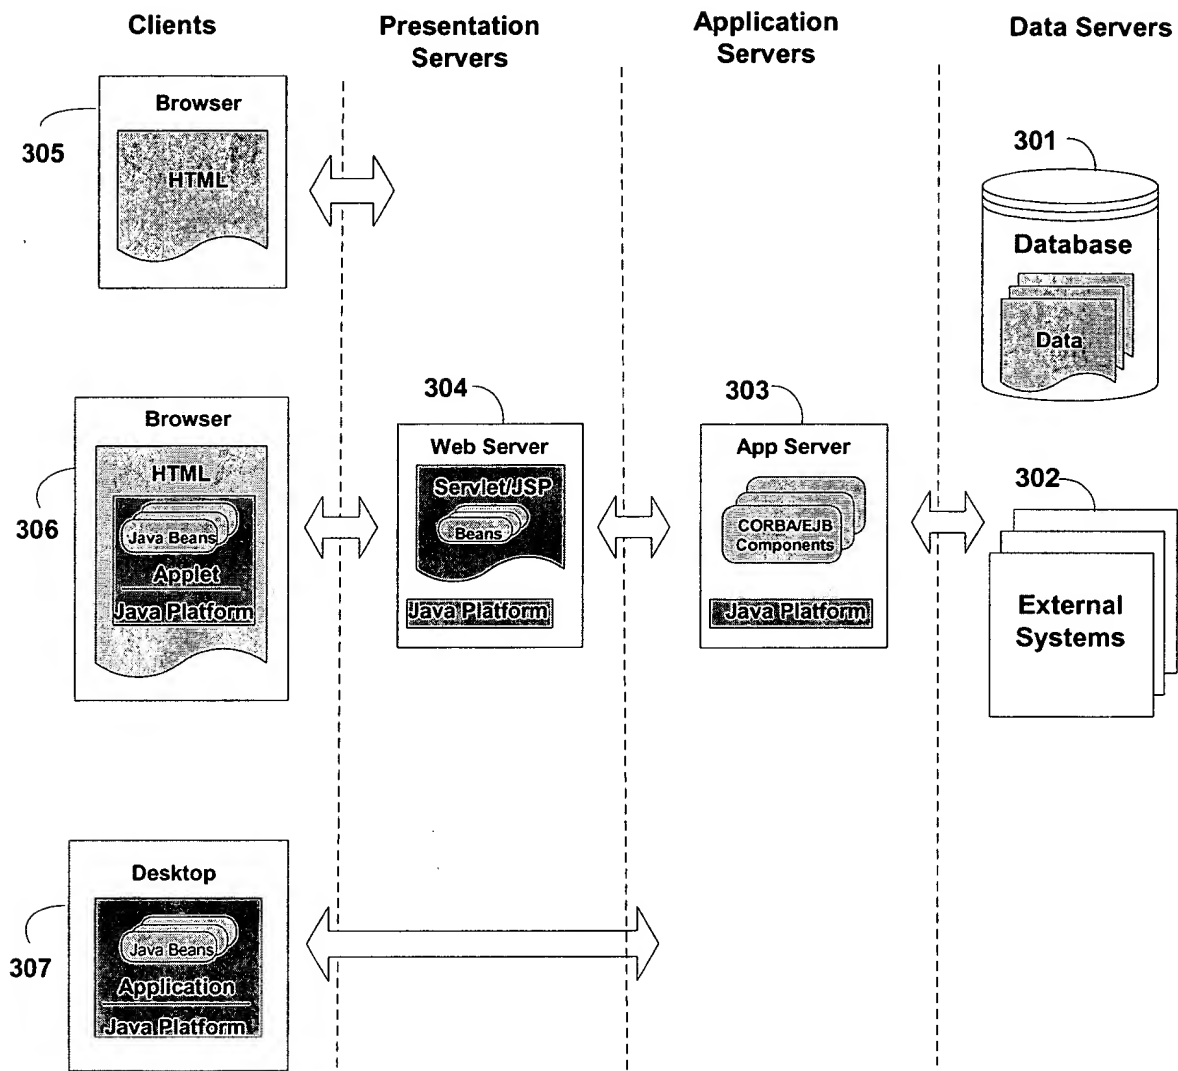 Clients
Presentation
Servers
Application
Servers
Data Servers
Browser
305
HTML
301
Database
Data
Browser
306
HTML
Java Beans
Applet
Java Platform
304
Web Server
Servlet/JSP
Beans
Java Platform
303
App Server
CORBA/EJB
Components
Java Platform
302
External
Systems
Desktop
307
Java Beans
Application
Java Platform